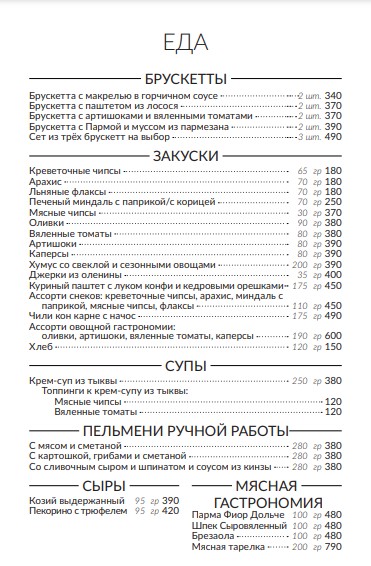 ЕДА
БРУСКЕТТЫ
Брускетта с макрелью в горчичном соусе 2 шт. 340
Брускетта с паштетом из лосося 2 шт. 370
Брускетта с артишоками и вяленными томатами 2 шт. 370
Брускетта с Пармой и муссом из пармезана 2 шт. 390
Сет из трёх брускетт на выбор 3 шт. 490
ЗАКУСКИ
Креветочные чипсы 65 гр 180
Арахис 70 гр 180
Льняные флаксы 70 гр 180
Печеный миндаль с паприкой/с корицей 70 гр 250
Мясные чипсы 30 гр 370
Оливки 90 гр 380
Вяленные томаты 80 гр 380
Артишоки 80 гр 390
Каперсы 80 гр 390
Хумус со свеклой и сезонными овощами 200 гр 390
Джерки из оленины 35 гр 400
Куриный паштет с луком конфи и кедровыми орешками 175 гр 450
Ассорти снеков: креветочные чипсы, арахис, миндаль с
паприкой, мясные чипсы, флаксы 110 гр 450
Чили кон карне с начос 175 гр 490
Ассорти овощной гастрономии:
оливки, артишоки, вяленные томаты, каперсы 190 гр 600
Хлеб 120 гр 150
СУПЫ
Крем-суп из тыквы 250 гр 380
Топпинги к крем-супу из тыквы:
Мясные чипсы 120
Вяленные томаты 120
ПЕЛЬМЕНИ РУЧНОЙ РАБОТЫ
С мясом и сметаной 280 гр 380
С картошкой, грибами и сметаной 280 гр 380
Со сливочным сыром и шпинатом и соусом из кинзы 280 гр 380
СЫРЫ
Козий выдержанный 95 гр 390
Пекорино с трюфелем 95 гр 420
МЯСНАЯ
ГАСТРОНОМИЯ
Парма Фиор Дольче 100 гр 480
Шпек Сыровяленный 100 гр 480
Брезаола 100 гр 480
Мясная тарелка 200 гр 790